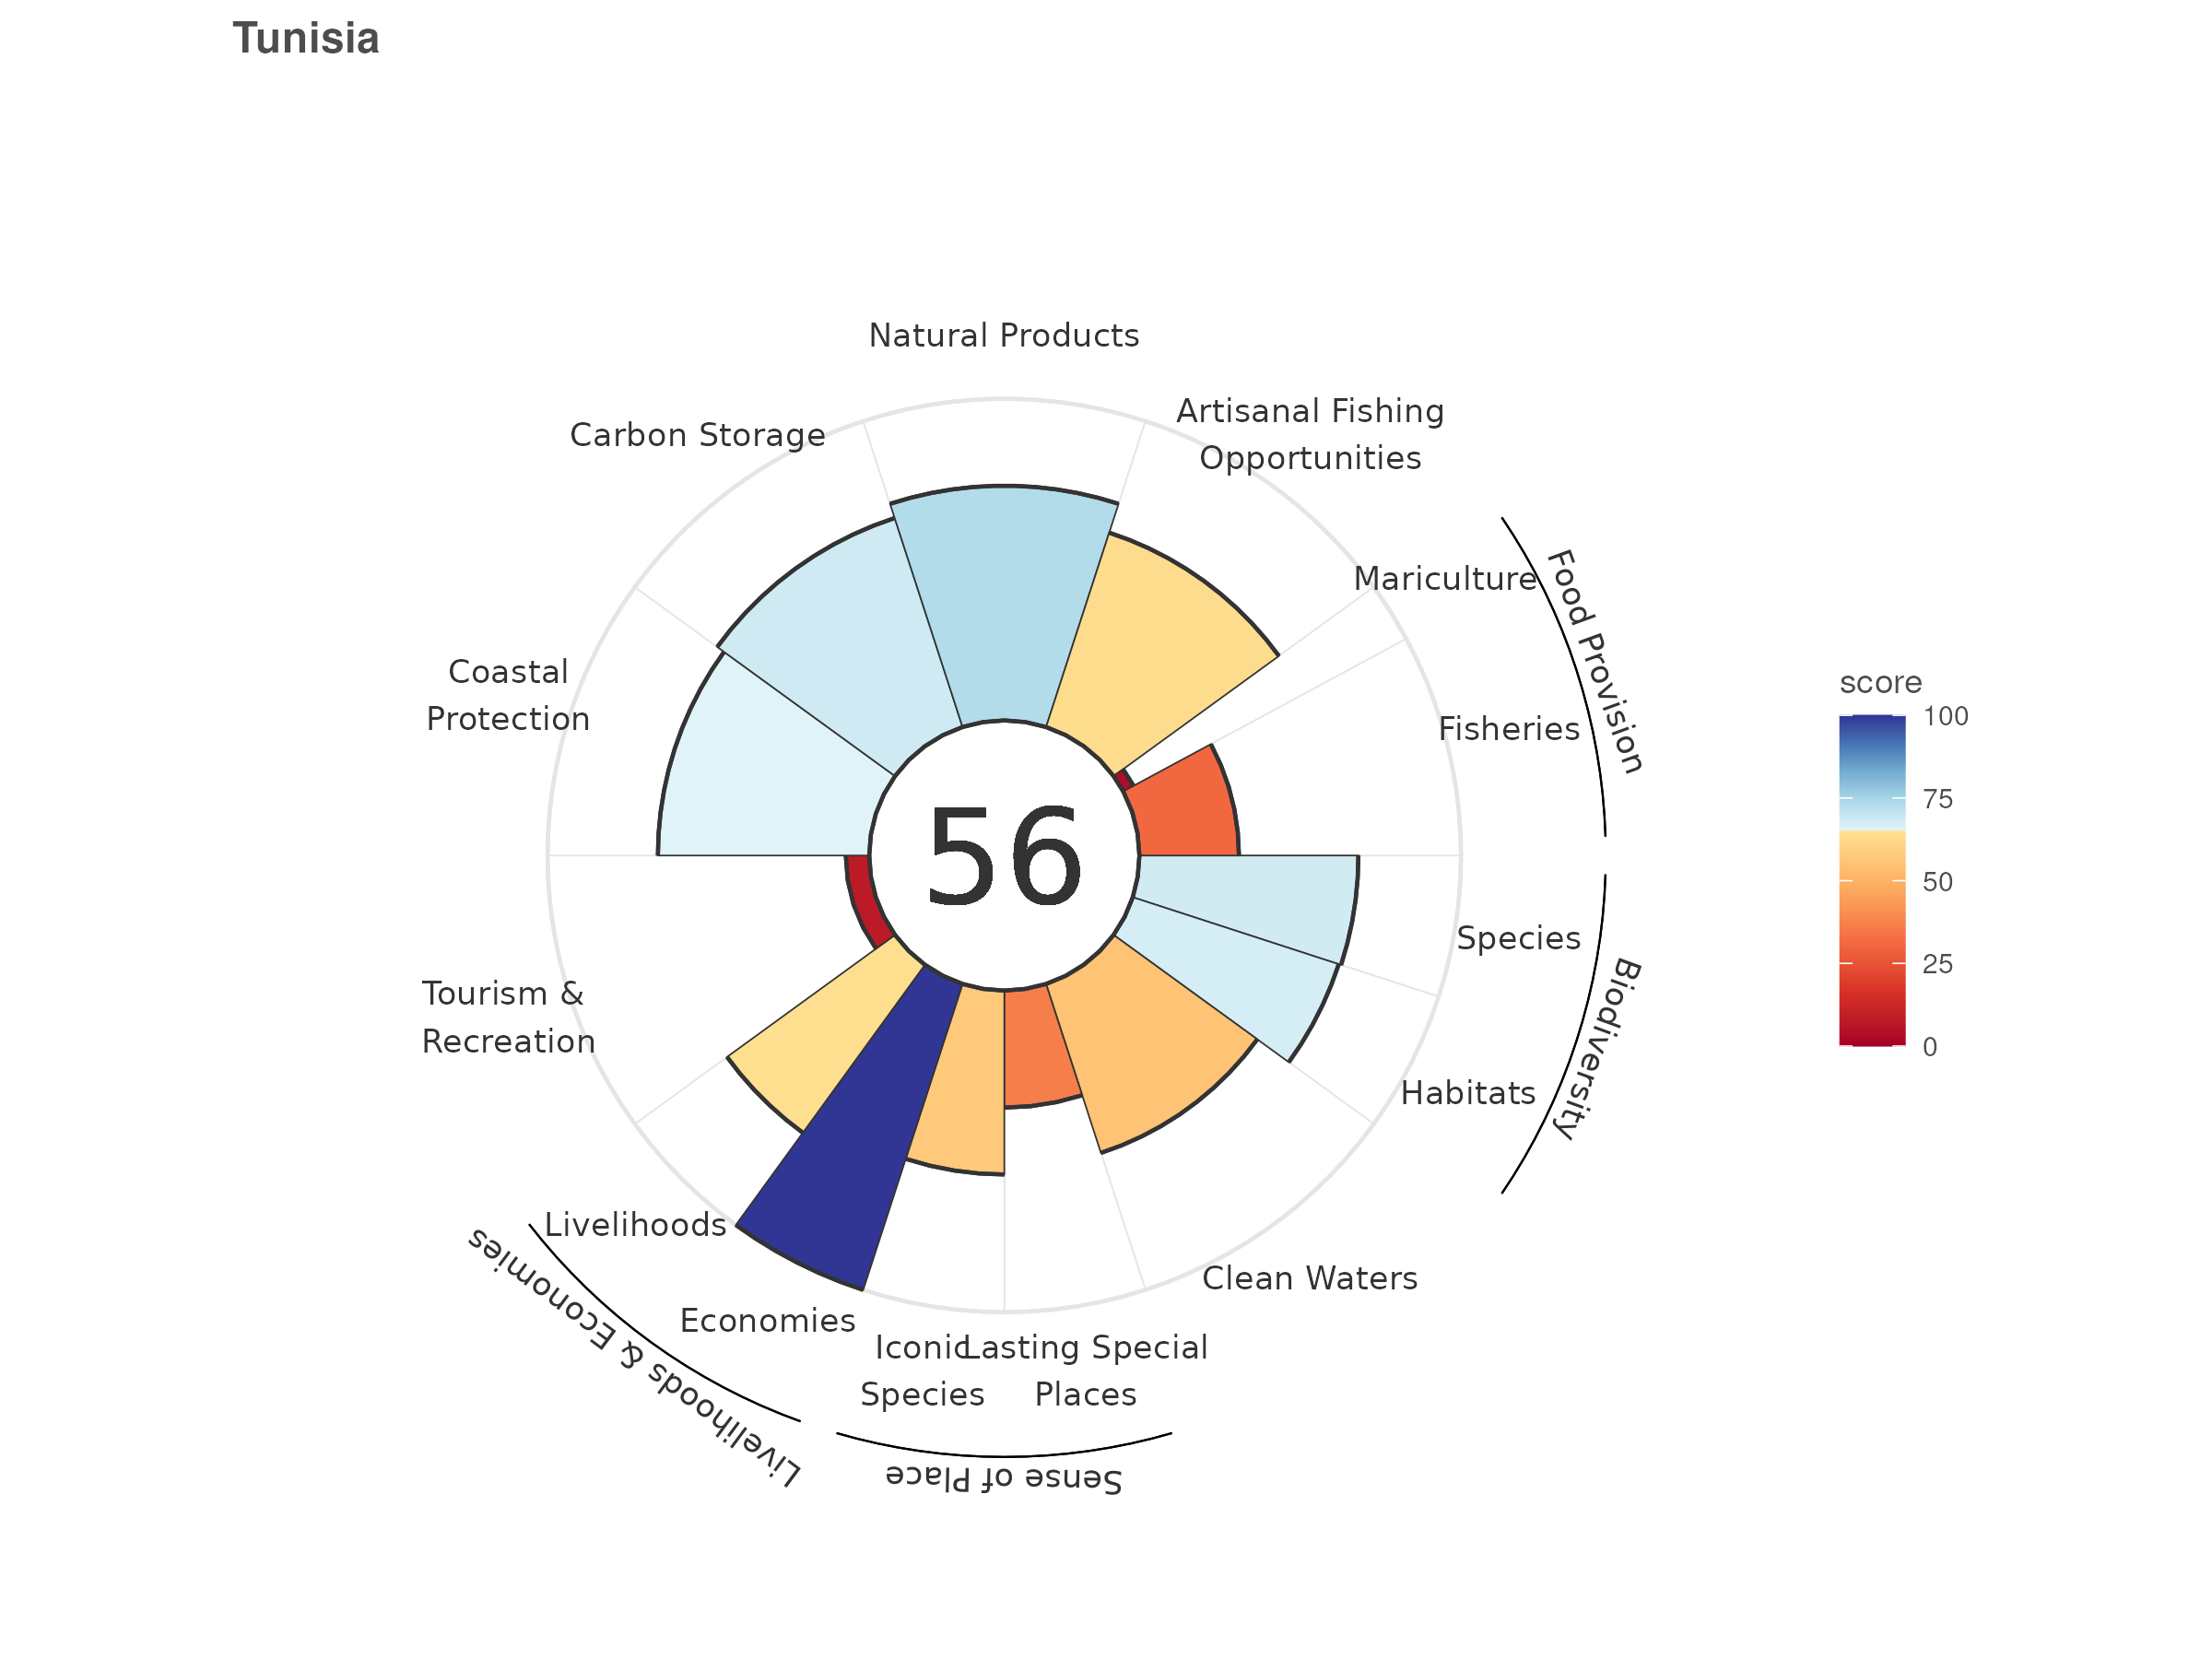 Tunisia
Natural Products
Artisanal Fishing
Opportunities
Carbon Storage
Mariculture
Food Provision
Coastal
Protection
Fisheries
score
100
75
50
25
0
56
Species
Biodiversity
Tourism &
Recreation
Habitats
Livelihoods
Clean Waters
Economies
Livelihoods & Economies
Iconic
Species
Lasting Special
Places
Sense of Place